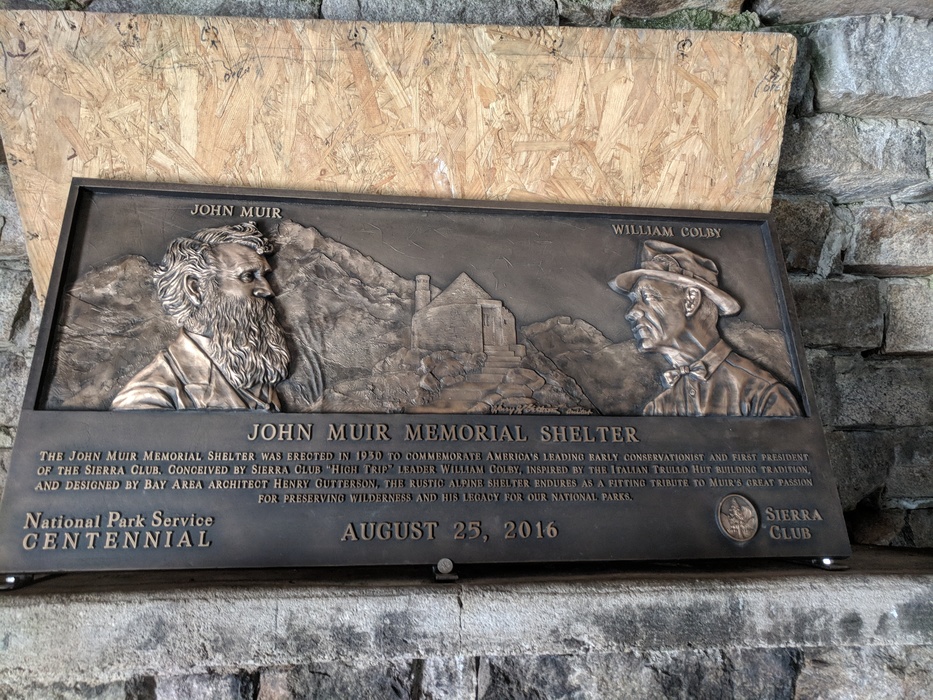 JOHN MUIR
WILLIAM COLBY
JOHN MUIR MEMORIAL SHELTER
THE JOHN MUIR MEMORIAL SHELTER WAS ERECTED IN 1930 TO COMMEMORATE AMERICA'S LEADING EARLY CONSERVATIONIST AND FIRST PRESIDENT
OF THE SIERRA CLUB. CONCEIVED BY SIERRA CLUB "HIGH TRIP" LEADER WILLIAM COLBY, INSPIRED BY THE ITALIAN TRULLO HUT BUILDING TRADITION,
AND DESIGNED BY BAY AREA ARCHITECT HENRY GUTTERSON, THE RUSTIC ALPINE SHELTER ENDURES AS A FITTING TRIBUTE TO MUIR'S GREAT PASSION
FOR PRESERVING WILDERNESS AND HIS LEGACY FOR OUR NATIONAL PARKS.
National Park Service
CENTENNIAL
AUGUST 25, 2016
SIERRA
CLUB